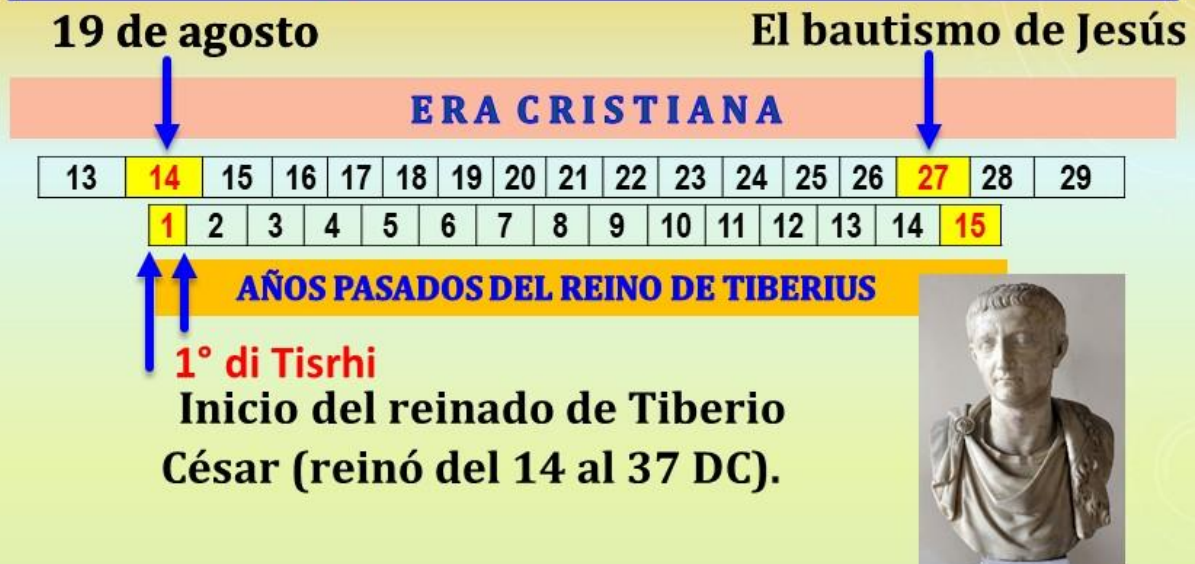 19 de agosto
El bautismo de Jesús
ERA CRISTIANA
13 14 15 16 17 18 19 20 21 22 23 24 25 26 27 28 29
1 2 3 4 5 6 7 8 9 10 11 12 13 14 15
AÑOS PASADOS DEL REINO DE TIBERIUS
1° di Tisrhi
Inicio del reinado de Tiberio
César (reinó del 14 al 37 DC).